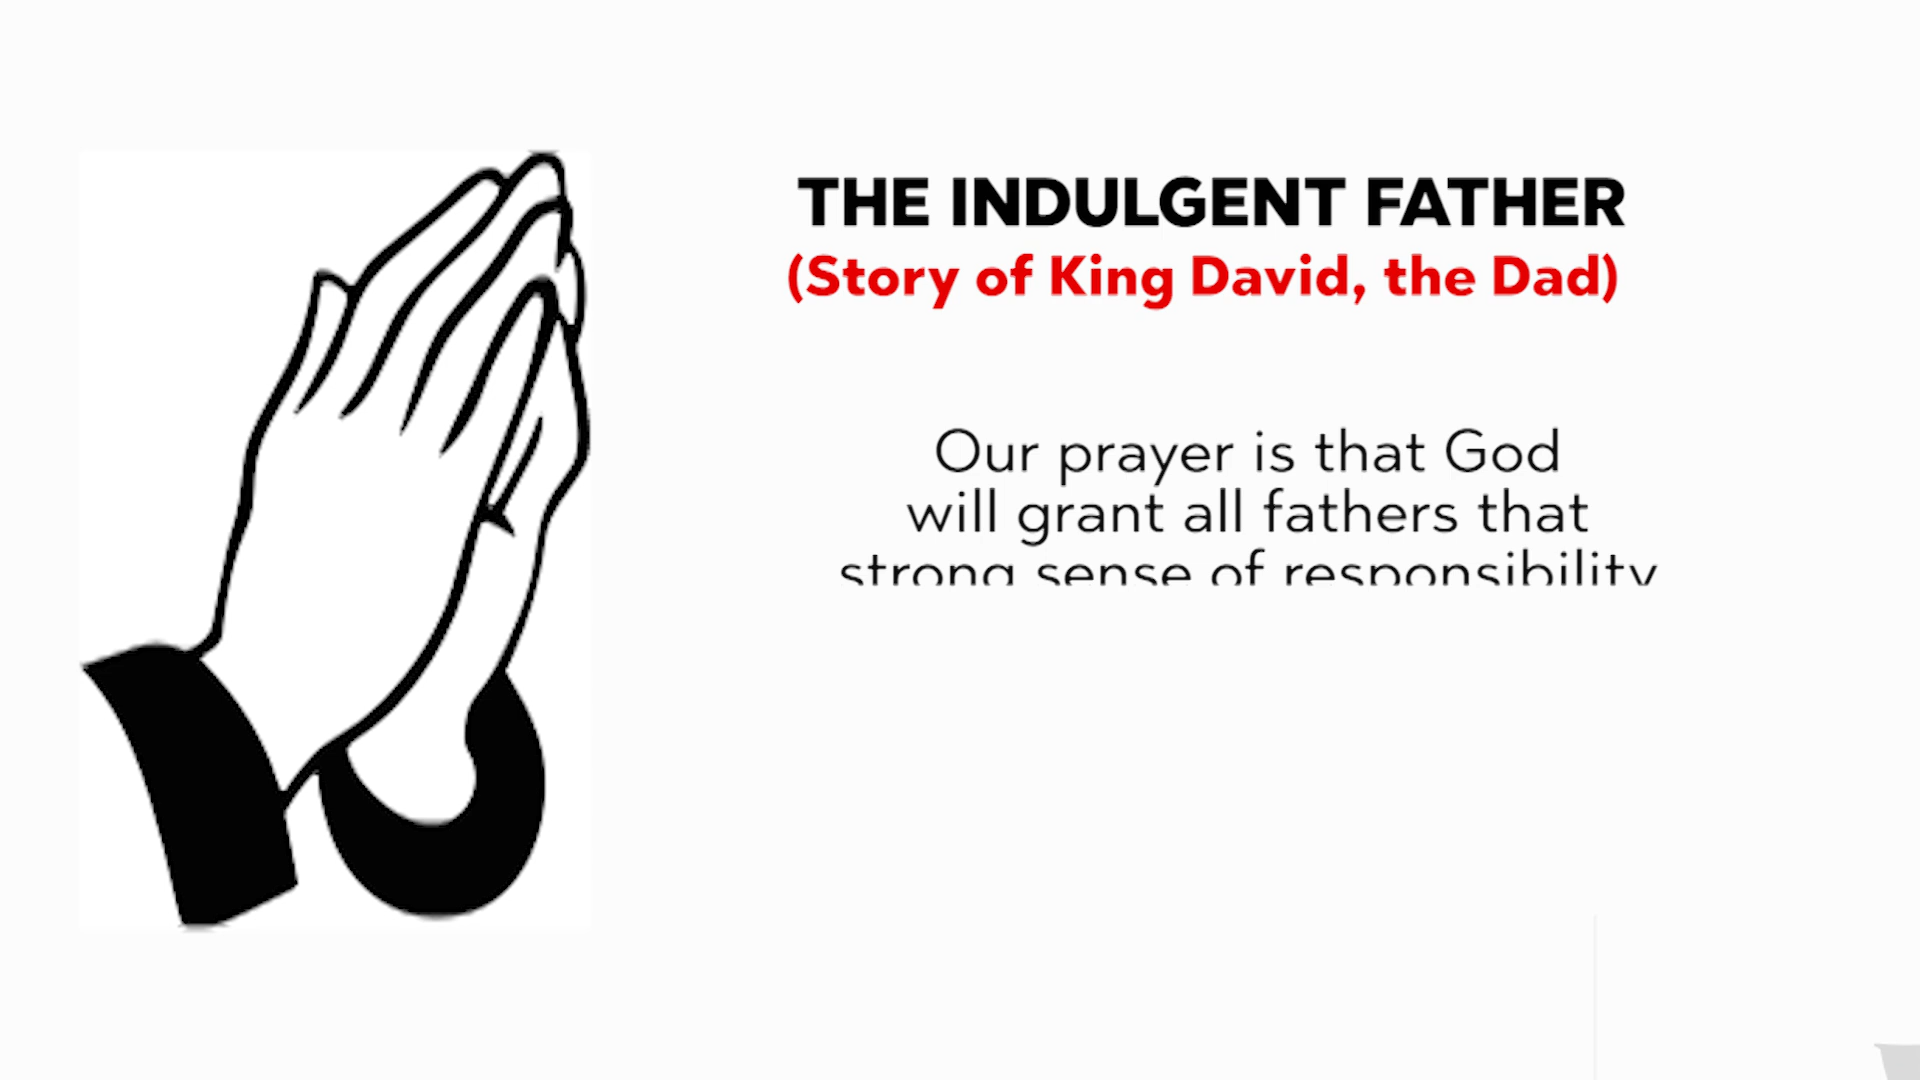 THE INDULGENT FATHER
(Story of King David, the Dad)
Our prayer is that God
will grant all fathers that
strong sense of responsibility